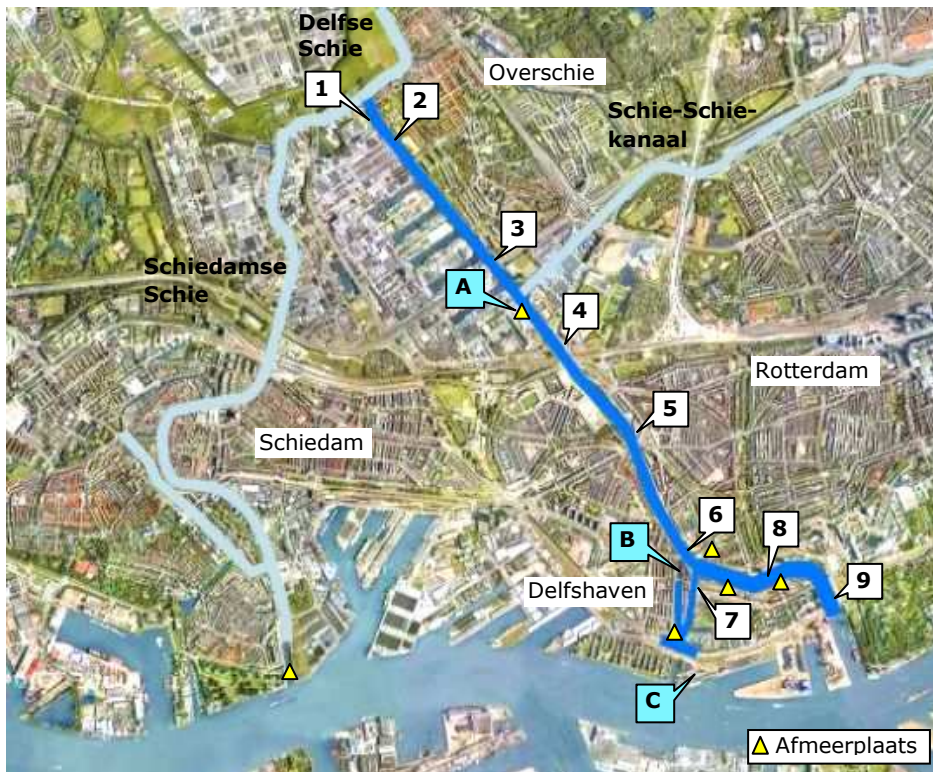 Delfse
Schie
Overschie
1
2
Schie-Schie-
kanaal
3
Schiedamse
Schie
A
4
Rotterdam
5
Schiedam
6
B
8
Delfshaven
9
7
C
Afmeerplaats